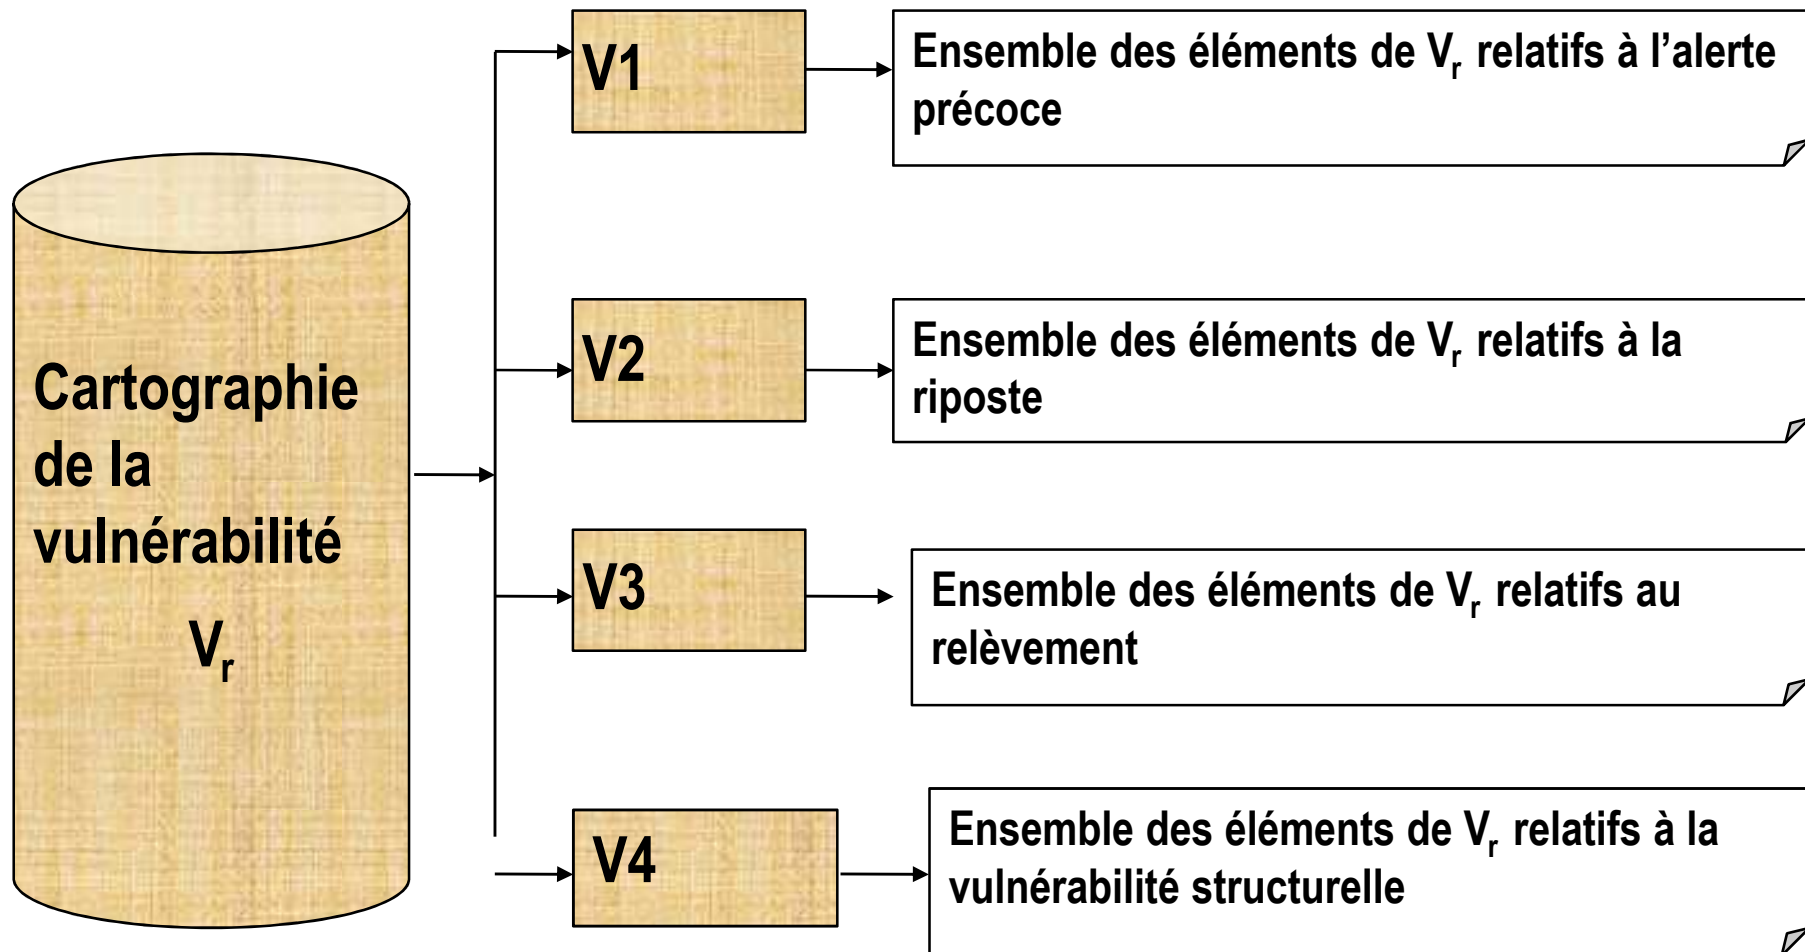 Cartographie
de la
vulnérabilité
Vr
V1
Ensemble des éléments de Vr relatifs à l’alerte
précoce
V2
Ensemble des éléments de Vr relatifs à la
riposte
V3
Ensemble des éléments de Vr relatifs au
relèvement
V4
Ensemble des éléments de Vr relatifs à la
vulnérabilité structurelle